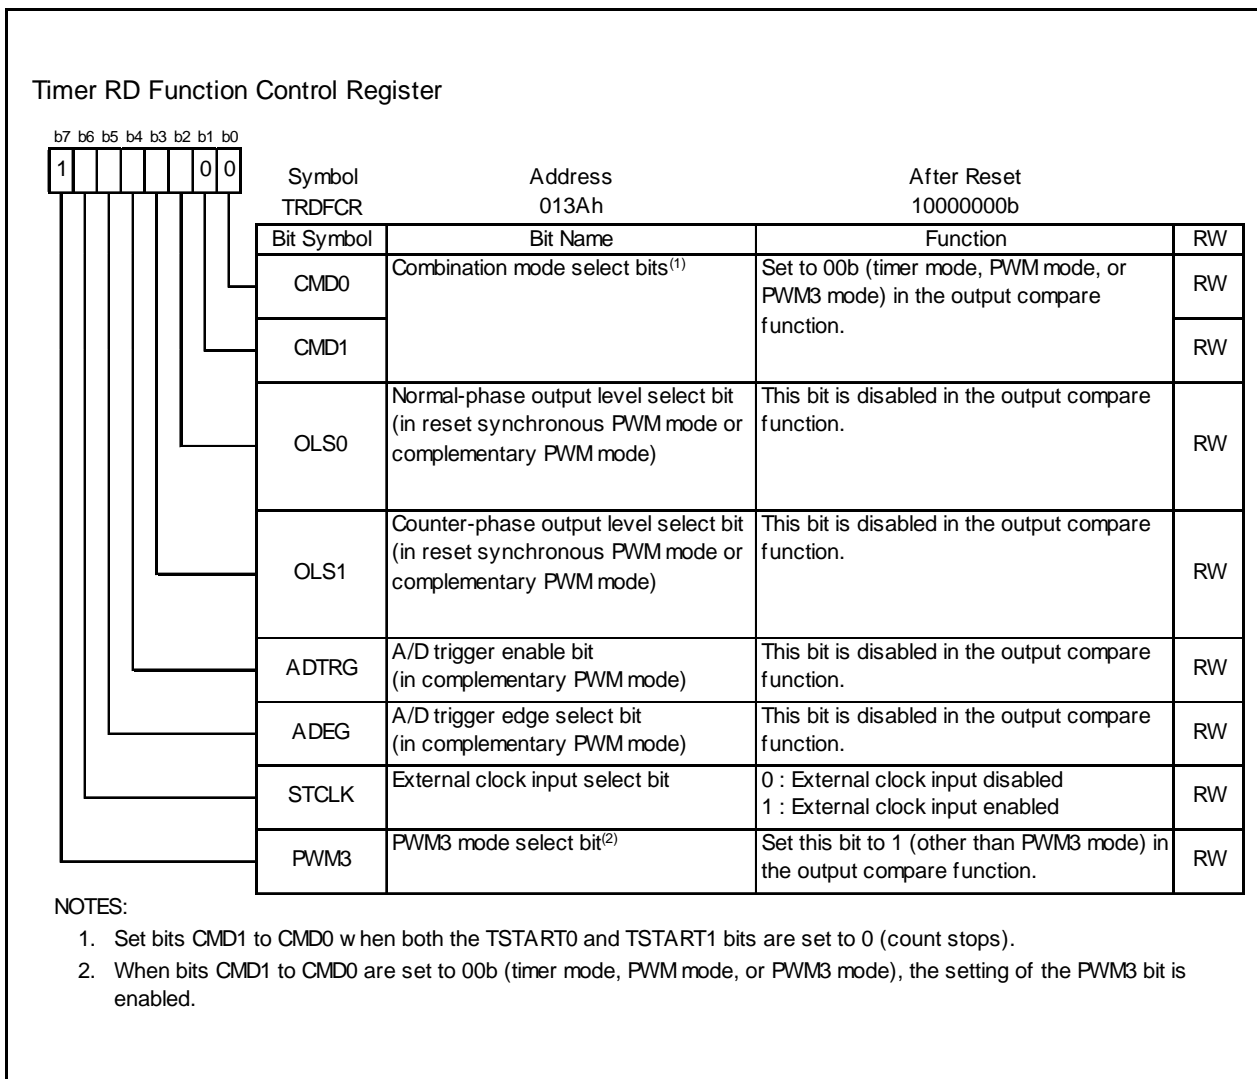 Timer RD Function Control Register
b7 b6 b5 b4 b3 b2 b1 b0
1 0 0
Symbol Address After Reset
TRDFCR 013Ah 10000000b
Bit Symbol Bit Name Function RW
CMD0 Combination mode select bits(1) Set to 00b (timer mode, PWM mode, or PWM3 mode) in the output compare function. RW
CMD1 RW
OLS0 Normal-phase output level select bit (in reset synchronous PWM mode or complementary PWM mode) This bit is disabled in the output compare function. RW
OLS1 Counter-phase output level select bit (in reset synchronous PWM mode or complementary PWM mode) This bit is disabled in the output compare function. RW
ADTRG A/D trigger enable bit (in complementary PWM mode) This bit is disabled in the output compare function. RW
ADEG A/D trigger edge select bit (in complementary PWM mode) This bit is disabled in the output compare function. RW
STCLK External clock input select bit 0 : External clock input disabled 1 : External clock input enabled RW
PWM3 PWM3 mode select bit(2) Set this bit to 1 (other than PWM3 mode) in the output compare function. RW
NOTES:
1. Set bits CMD1 to CMD0 when both the TSTART0 and TSTART1 bits are set to 0 (count stops).
2. When bits CMD1 to CMD0 are set to 00b (timer mode, PWM mode, or PWM3 mode), the setting of the PWM3 bit is
enabled.